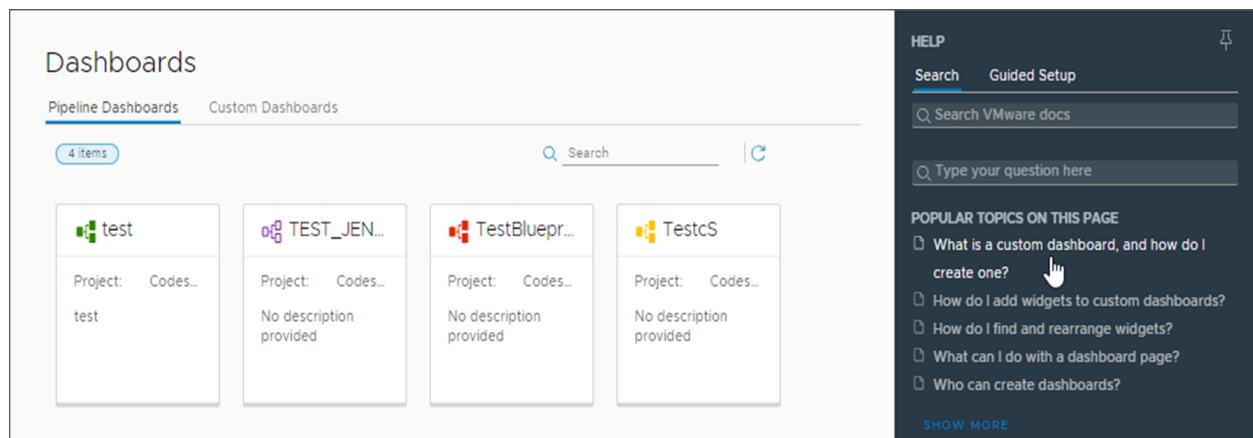 Dashboards
Pipeline Dashboards Custom Dashboards
4 items
Search
test
Project: Codes...
test
TEST_JEN...
Project: Codes...
No description
provided
TestBluepr...
Project: Codes...
No description
provided
TestcS
Project: Codes...
No description
provided
HELP
Search Guided Setup
Search VMware docs
Type your question here
POPULAR TOPICS ON THIS PAGE
What is a custom dashboard, and how do I
create one?
How do I add widgets to custom dashboards?
How do I find and rearrange widgets?
What can I do with a dashboard page?
Who can create dashboards?
SHOW MORE